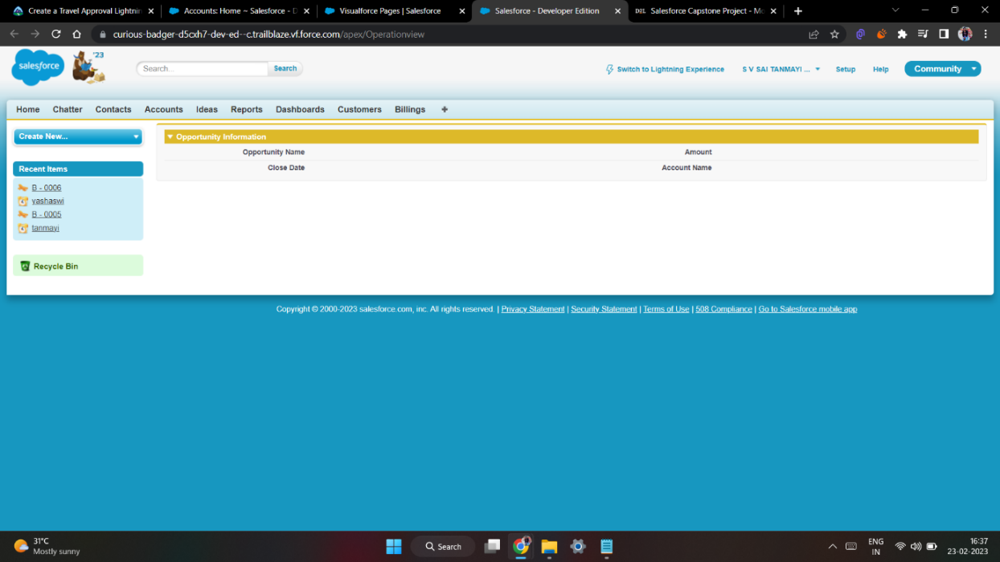 Create a Travel Approval Lightnin
Accounts: Home ~ Salesforce - D
Visualforce Pages | Salesforce
Salesforce - Developer Edition
D2L Salesforce Capstone Project - Mo
curious-badger-d5cxh7-dev-ed--c.trailblaze.vf.force.com/apex/Operationview
salesforce
'23
Search...
Search
Switch to Lightning Experience
S V SAI TANMAYI ...
Setup
Help
Community
Home Chatter Contacts Accounts Ideas Reports Dashboards Customers Billings
Create New...
Recent Items
B - 0006
yashaswi
B - 0005
tanmayi
Recycle Bin
Opportunity Information
Opportunity Name Amount
Close Date Account Name
Copyright © 2000-2023 salesforce.com, inc. All rights reserved. | Privacy Statement | Security Statement | Terms of Use | 508 Compliance | Go to Salesforce mobile app
31°C
Mostly sunny
Search
ENG
IN
16:37
23-02-2023